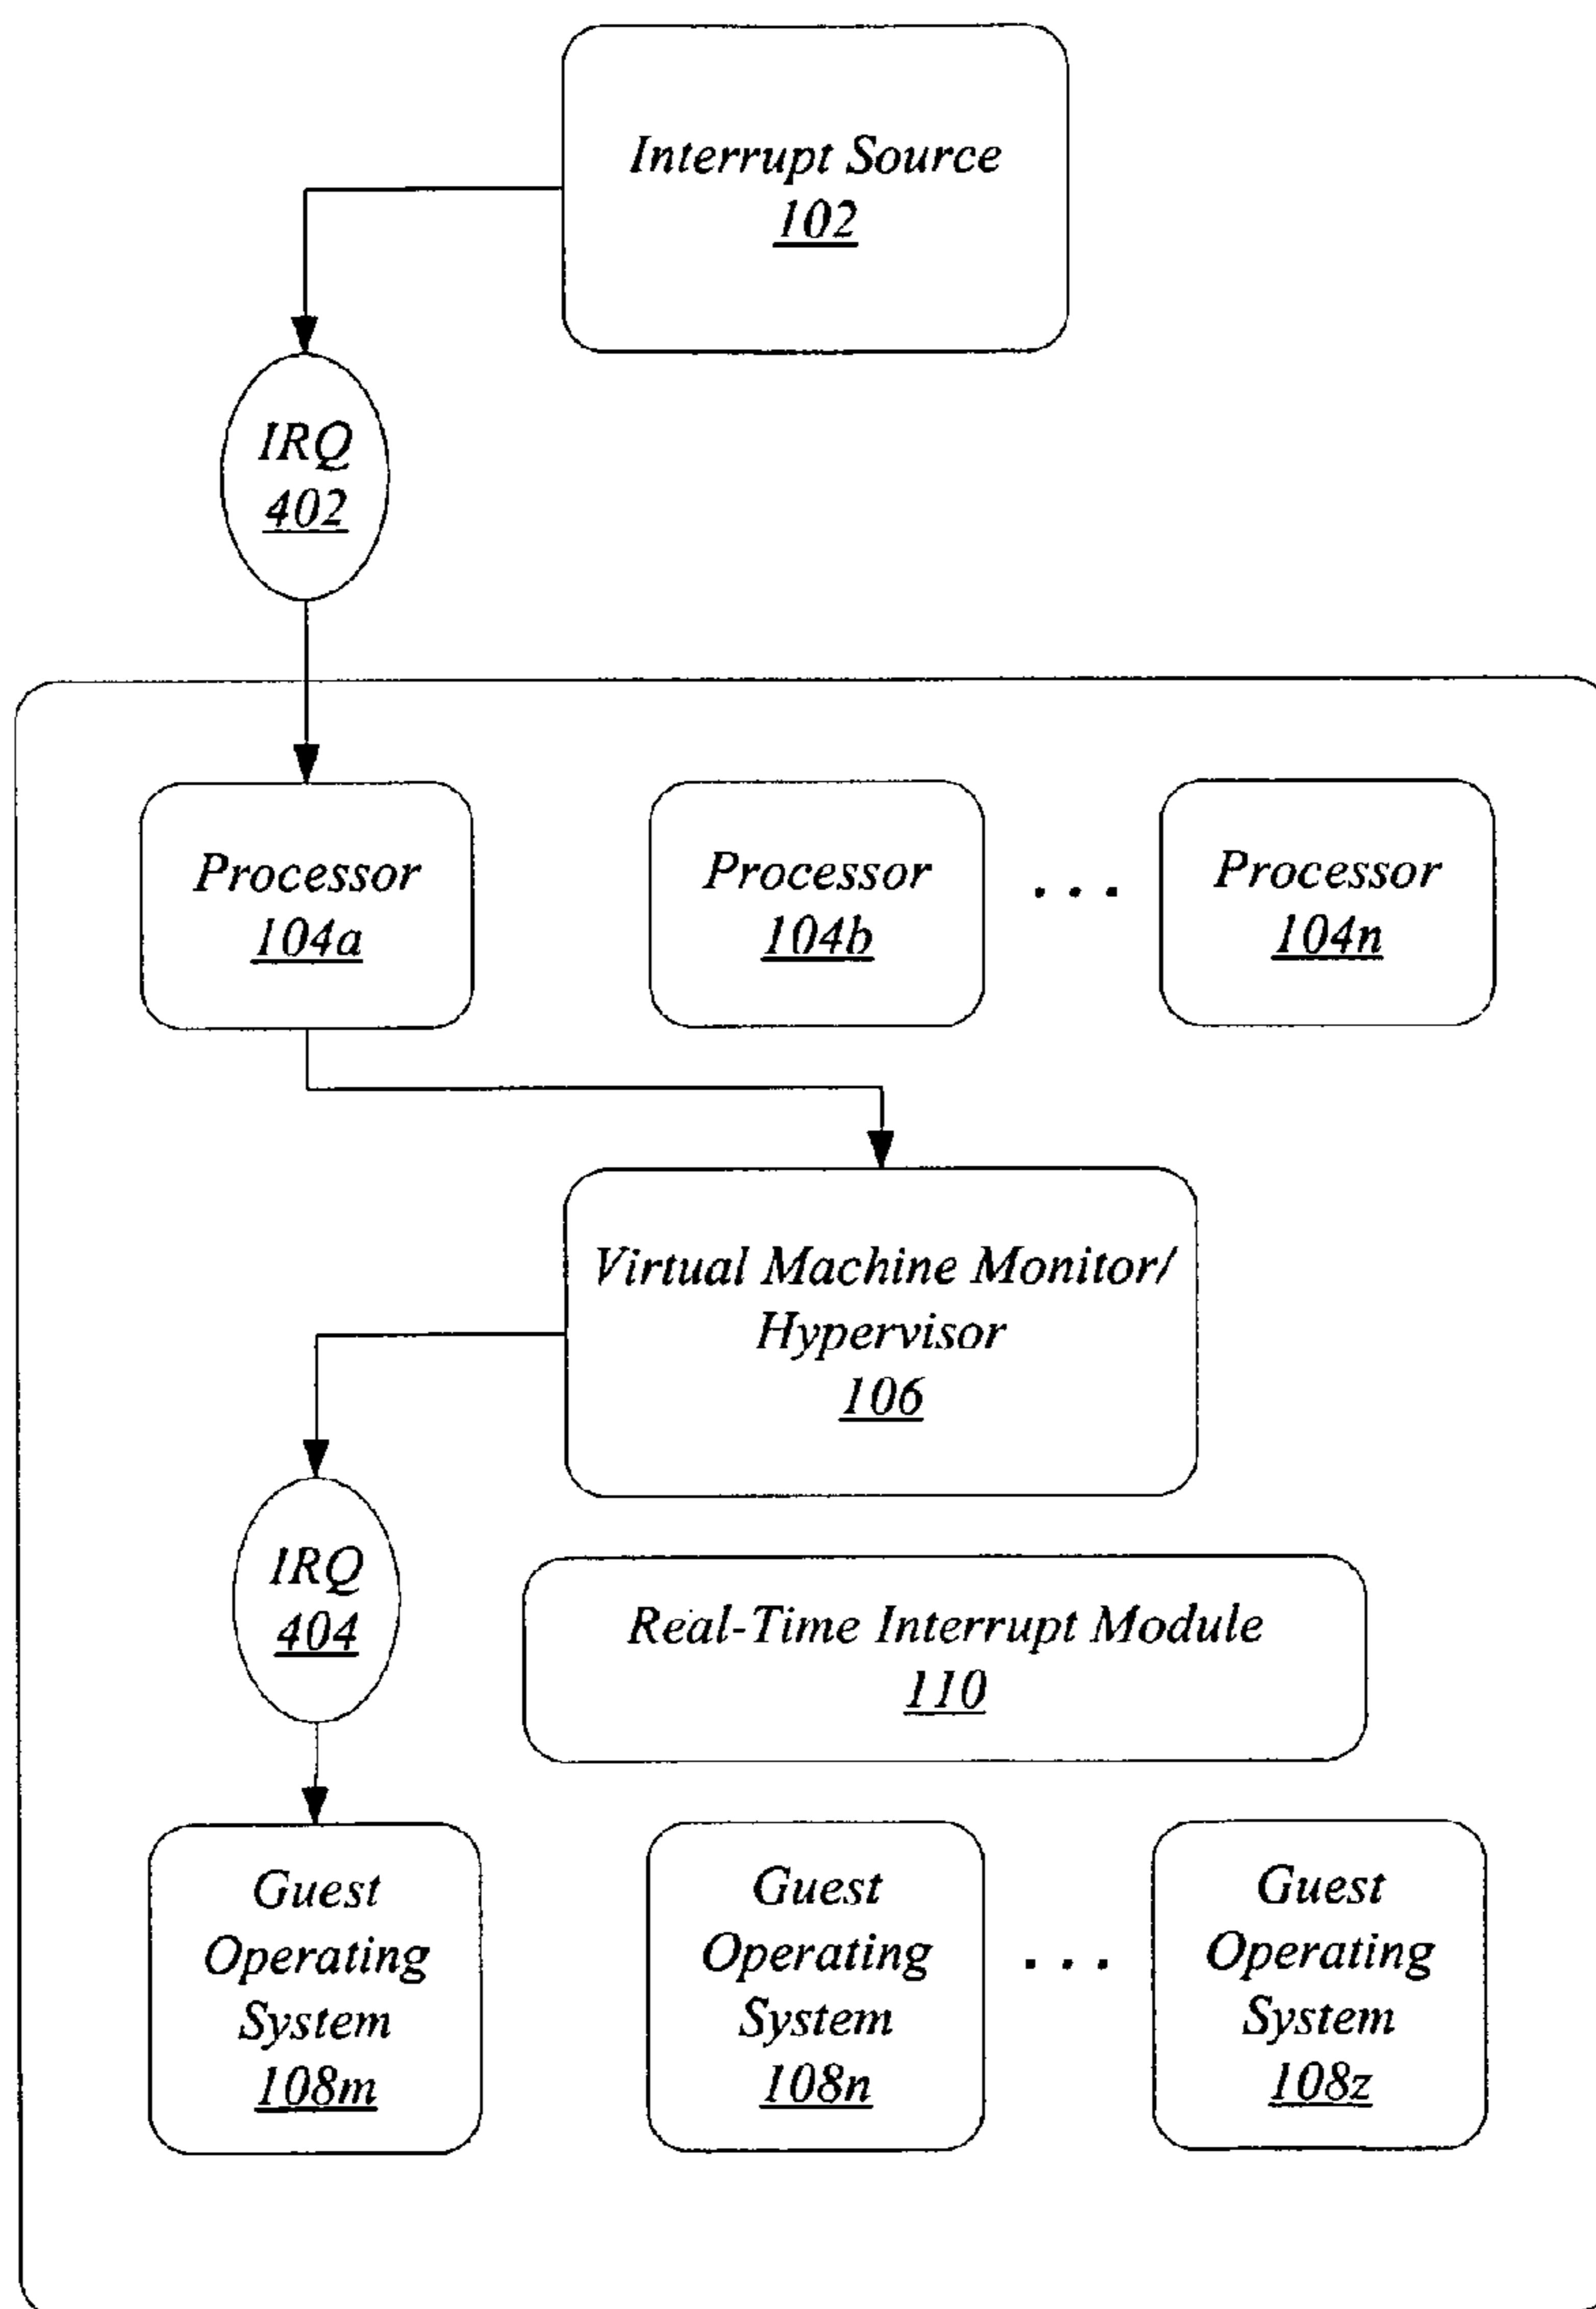 Interrupt Source
102
IRQ
402
Processor
104a
Processor
104b
. . .
Processor
104n
Virtual Machine Monitor/
Hypervisor
106
IRQ
404
Real-Time Interrupt Module
110
Guest
Operating
System
108m
Guest
Operating
System
108n
. . .
Guest
Operating
System
108z